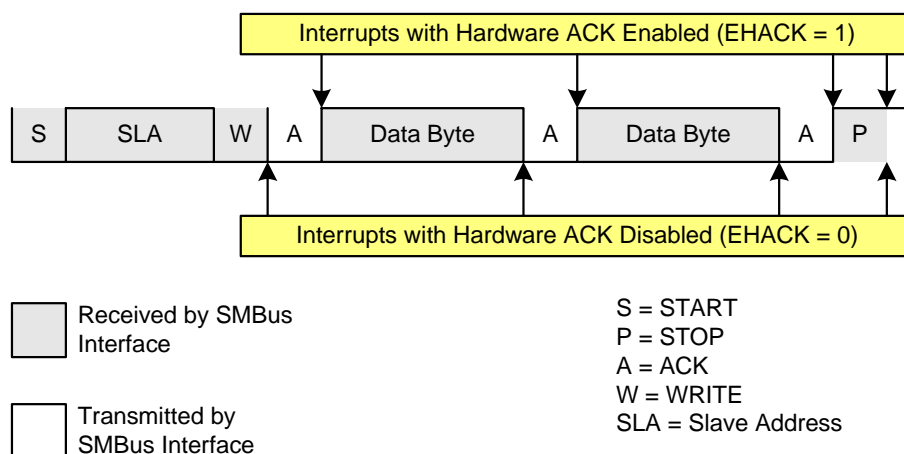 Interrupts with Hardware ACK Enabled (EHACK = 1)
S SLA W A Data Byte A Data Byte A P
Interrupts with Hardware ACK Disabled (EHACK = 0)
Received by SMBus
Interface
Transmitted by
SMBus Interface
S = START
P = STOP
A = ACK
W = WRITE
SLA = Slave Address